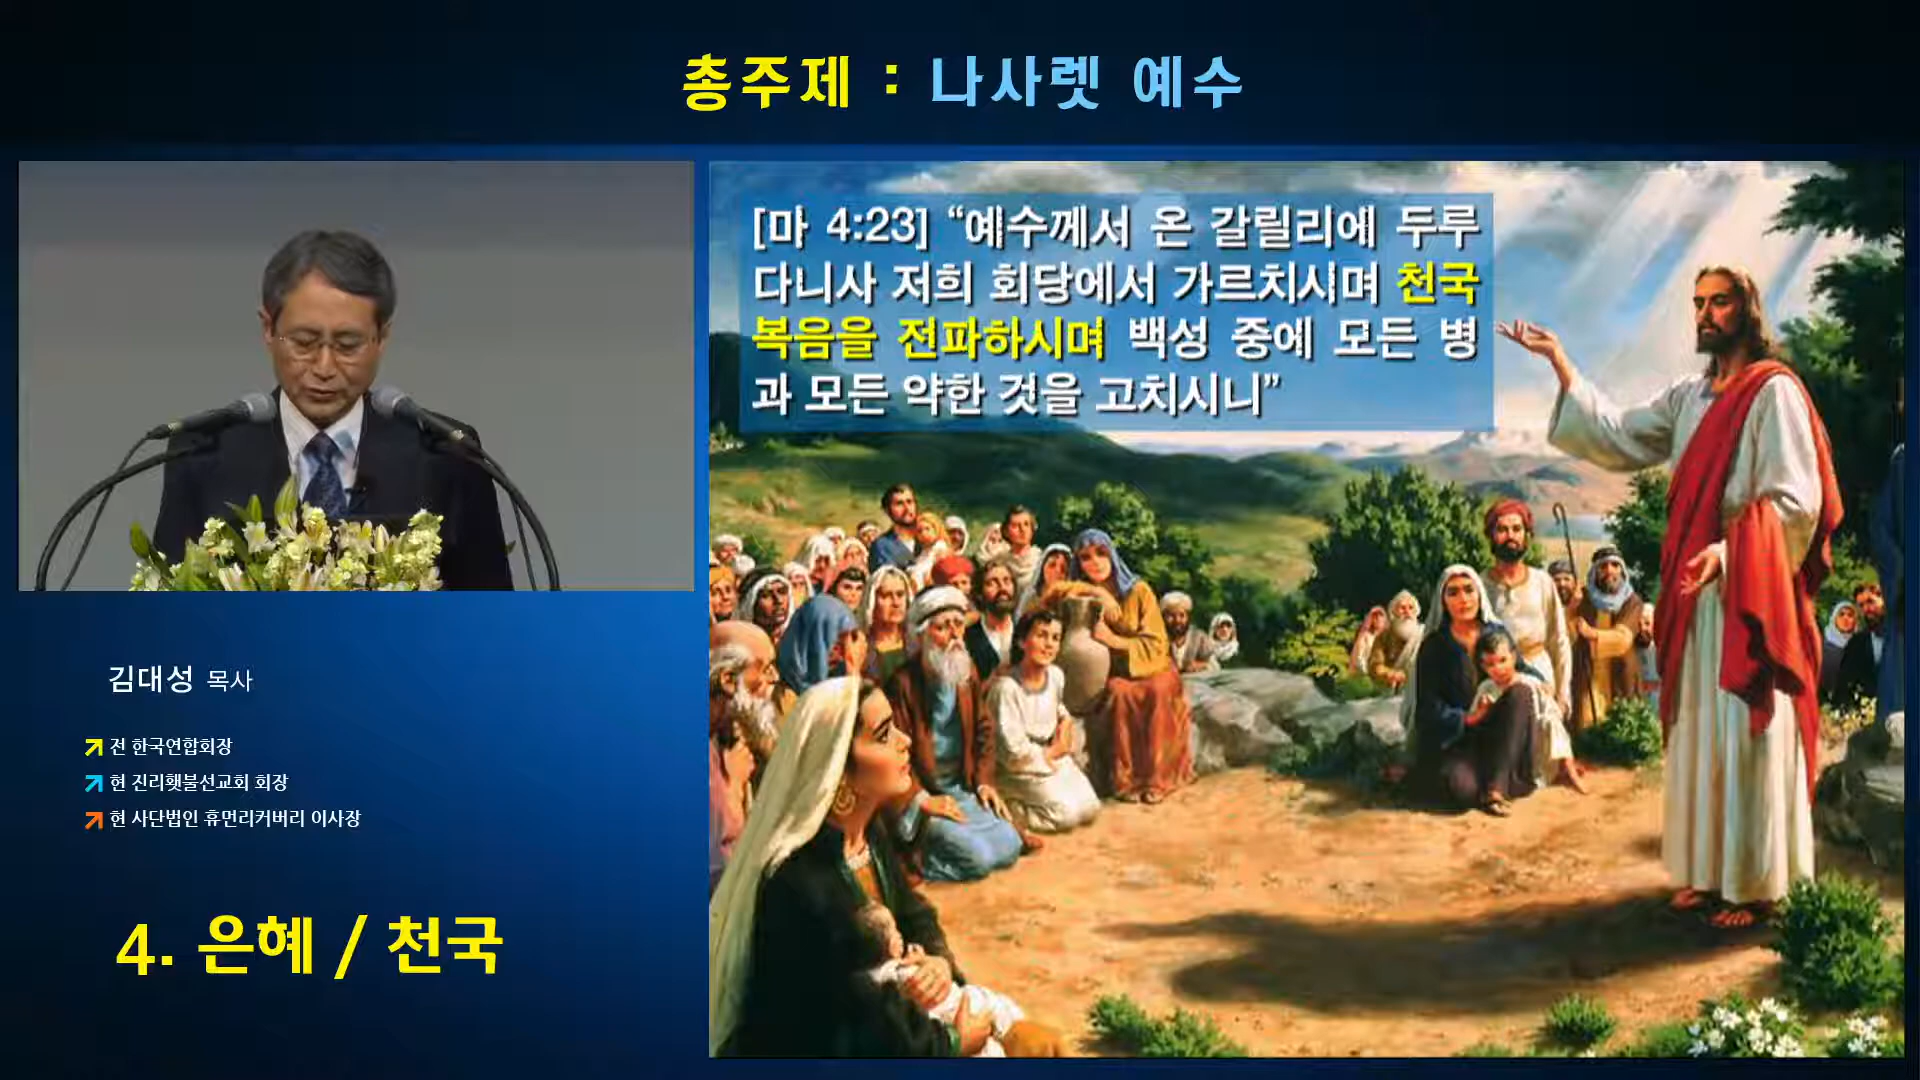 총주제 : 나사렛 예수
[마 4:23] “예수께서 온 갈릴리에 두루
다니사 저희 회당에서 가르치시며 천국
복음을 전파하시며 백성 중에 모든 병
과 모든 약한 것을 고치시니”
김대성 목사
전 한국연합회장
현 진리횃불선교회 회장
현 사단법인 휴먼리커버리 이사장
4. 은혜 / 천국